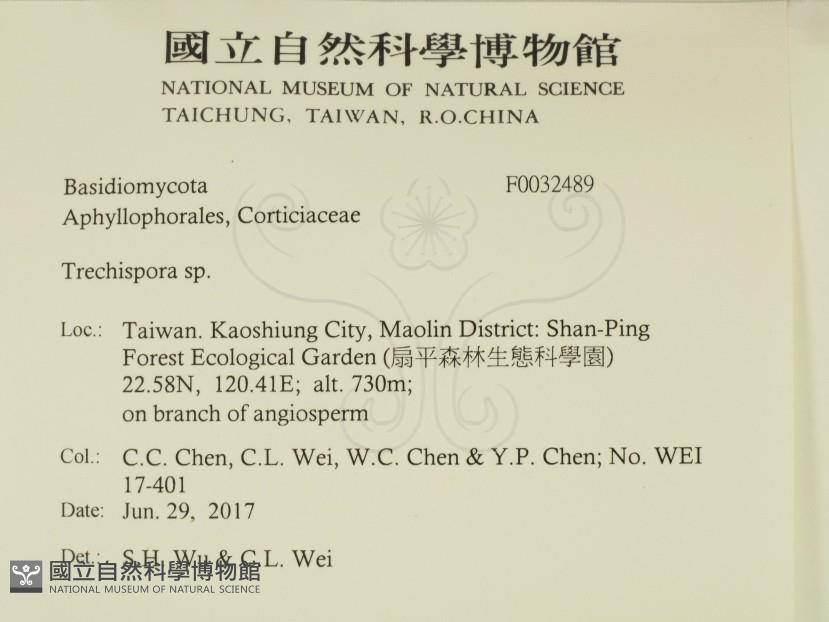 國立自然科學博物館
NATIONAL MUSEUM OF NATURAL SCIENCE
TAICHUNG, TAIWAN, R.O.CHINA
Basidiomycota F0032489
Aphyllophorales, Corticiaceae
Trechispora sp.
Loc.: Taiwan. Kaoshiung City, Maolin District: Shan-Ping
Forest Ecological Garden (扇平森林生態科學園)
22.58N, 120.41E; alt. 730m;
on branch of angiosperm
Col.: C.C. Chen, C.L. Wei, W.C. Chen & Y.P. Chen; No. WEI
17-401
Date: Jun. 29, 2017
Det.: S.H. Wu & C.L. Wei
國立自然科學博物館
NATIONAL MUSEUM OF NATURAL SCIENCE